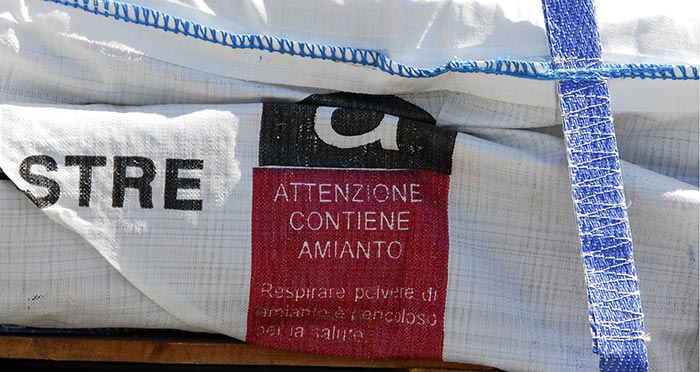 a
STRE
ATTENZIONE
CONTIENE
AMIANTO
Respirare polvere di
amianto è pericoloso
per la salute